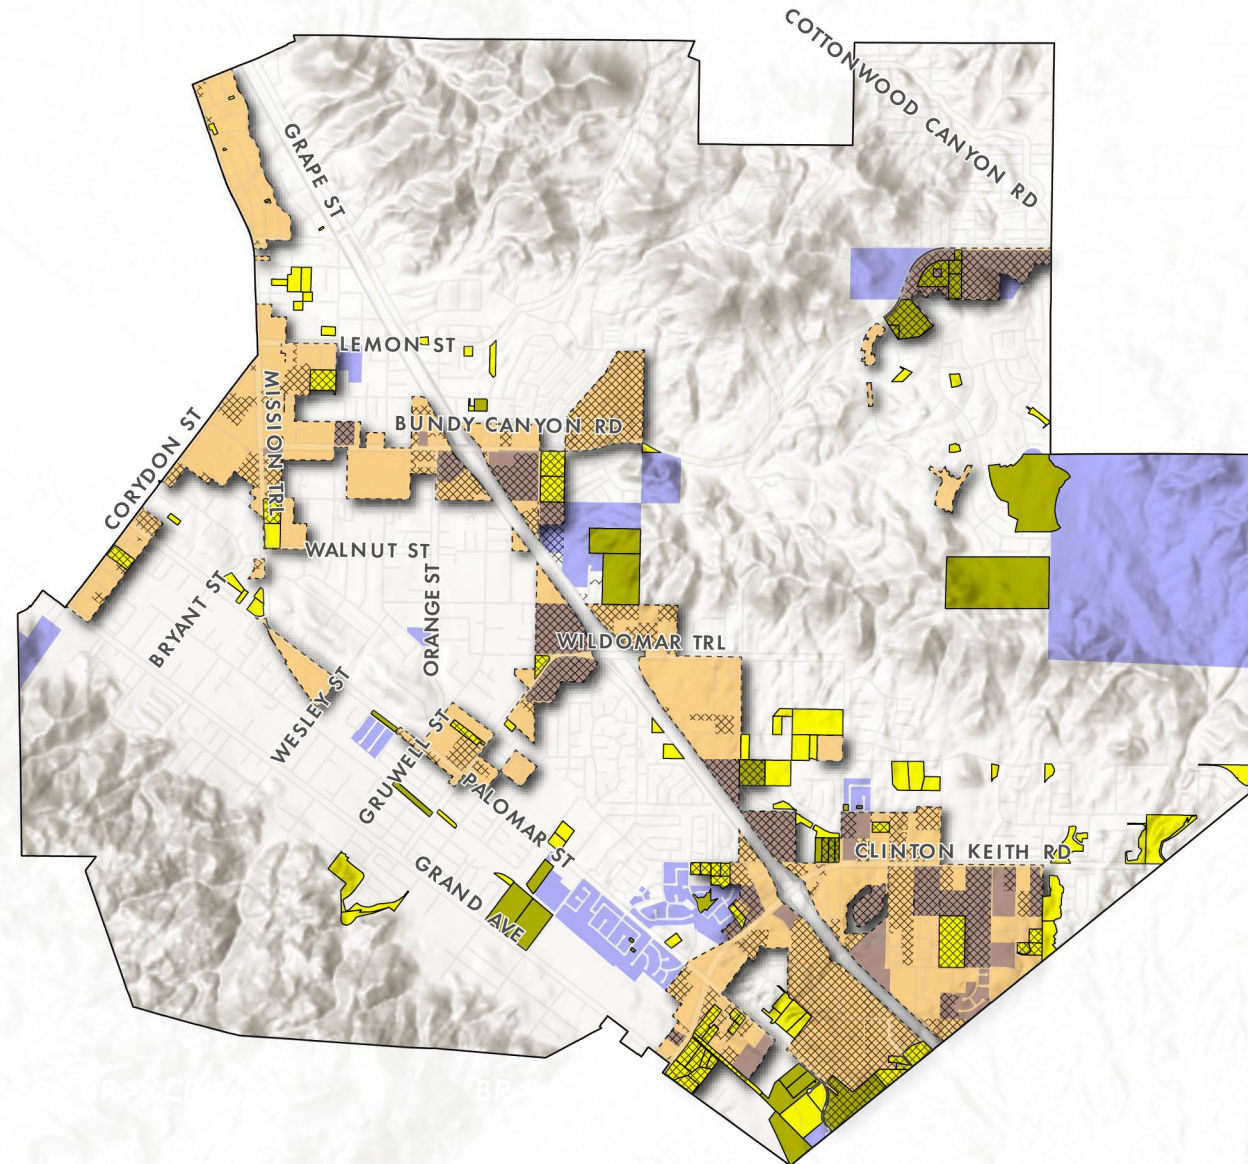 COTTONWOOD CANYON RD
GRAPE ST
LEMON ST
MISSION TRL
BUNDY CANYON RD
CORYDON ST
WALNUT ST
ORANGE ST
BRYANT ST
WILDOMAR TRL
WESLEY ST
GRUWELL ST
PALOMAR ST
CLINTON KEITH RD
GRAND AVE